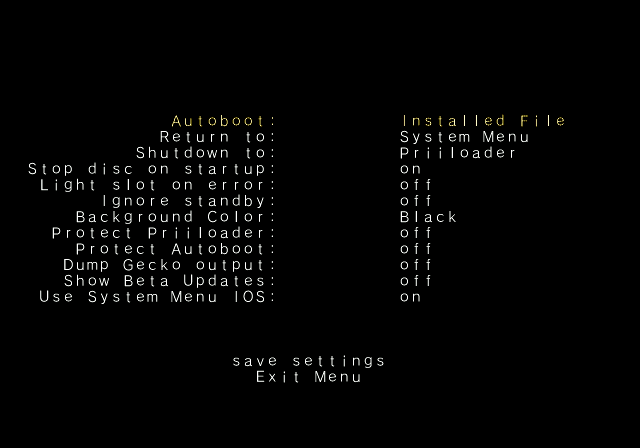 Autoboot: Installed File
Return to: System Menu
Shutdown to: Priiloader
Stop disc on startup: on
Light slot on error: off
Ignore standby: off
Background Color: Black
Protect Priiloader: off
Protect Autoboot: off
Dump Gecko output: off
Show Beta Updates: off
Use System Menu IOS: on
save settings
Exit Menu